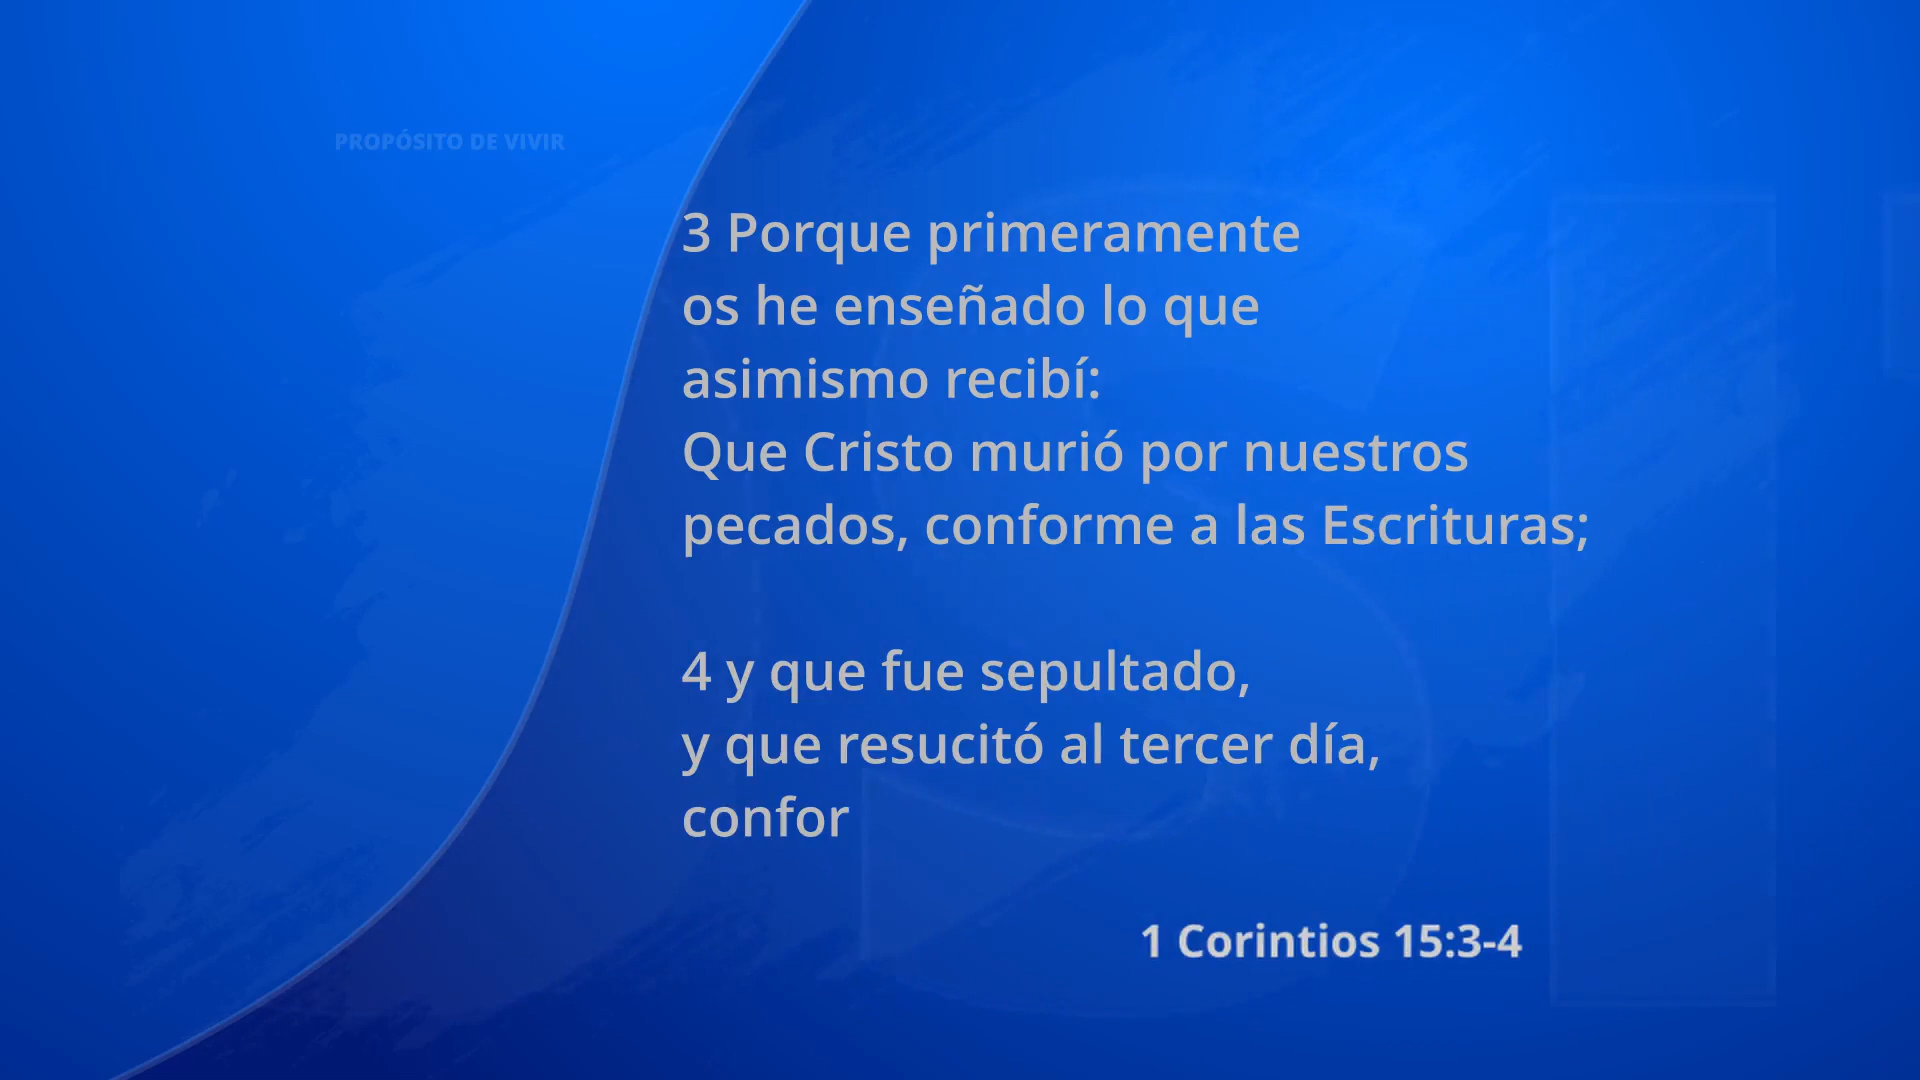 PROPÓSITO DE VIVIR
3 Porque primeramente
os he enseñado lo que
asimismo recibí:
Que Cristo murió por nuestros
pecados, conforme a las Escrituras;
4 y que fue sepultado,
y que resucitó al tercer día,
confor
1 Corintios 15:3-4